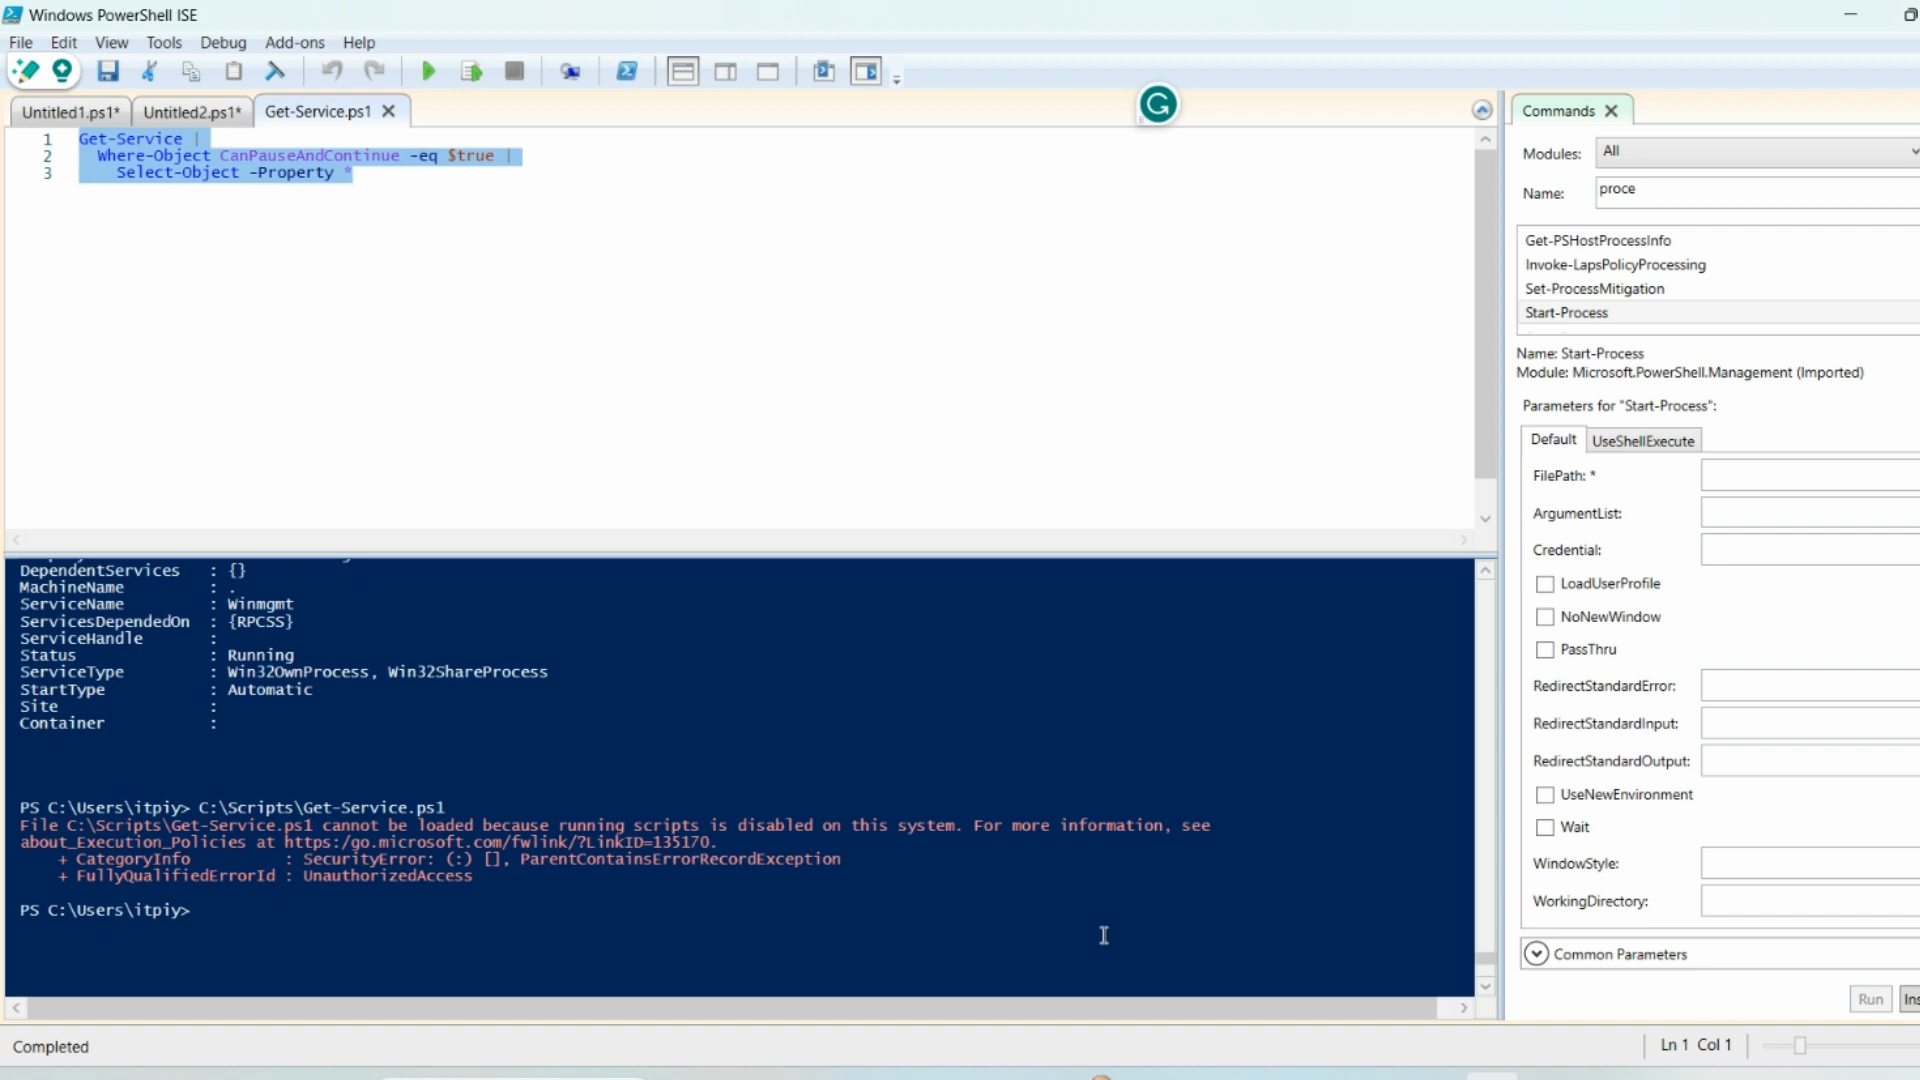 Windows PowerShell ISE
File Edit View Tools Debug Add-ons Help
Untitled1.ps1* Untitled2.ps1* Get-Service.ps1
1 Get-Service |
2 Where-Object CanPauseAndContinue -eq $true |
3 Select-Object -Property *
DependentServices : {}
MachineName : .
ServiceName : Winmgmt
ServicesDependedOn : {RPCSS}
ServiceHandle :
Status : Running
ServiceType : Win32OwnProcess, Win32ShareProcess
StartType : Automatic
Site :
Container :
PS C:\Users\itpiy> C:\Scripts\Get-Service.ps1
File C:\Scripts\Get-Service.ps1 cannot be loaded because running scripts is disabled on this system. For more information, see
about_Execution_Policies at https:/go.microsoft.com/fwlink/?LinkID=135170.
+ CategoryInfo : SecurityError: (:) [], ParentContainsErrorRecordException
+ FullyQualifiedErrorId : UnauthorizedAccess
PS C:\Users\itpiy>
Commands
Modules: All
Name: proce
Get-PSHostProcessInfo
Invoke-LapsPolicyProcessing
Set-ProcessMitigation
Start-Process
Name: Start-Process
Module: Microsoft.PowerShell.Management (Imported)
Parameters for "Start-Process":
Default UseShellExecute
FilePath: *
ArgumentList:
Credential:
LoadUserProfile
NoNewWindow
PassThru
RedirectStandardError:
RedirectStandardInput:
RedirectStandardOutput:
UseNewEnvironment
Wait
WindowStyle:
WorkingDirectory:
Common Parameters
Run
Completed
Ln 1 Col 1